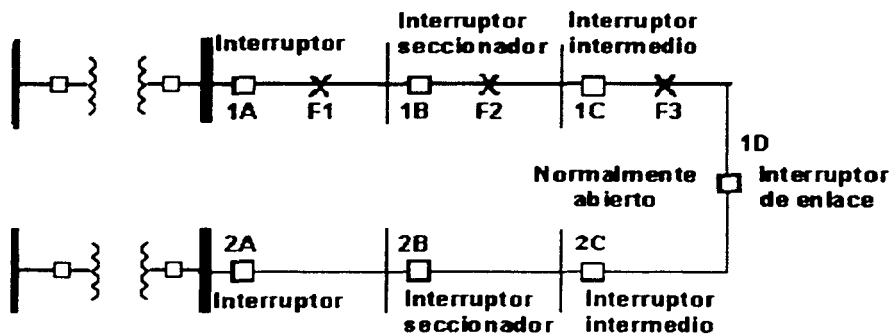 Interruptor
Interruptor
seccionador
Interruptor
intermedio
1A
F1
1B
F2
1C
F3
1D
Normalmente
abierto
interruptor
de enlace
2A
2B
2C
Interruptor
Interruptor
seccionador
Interruptor
intermedio